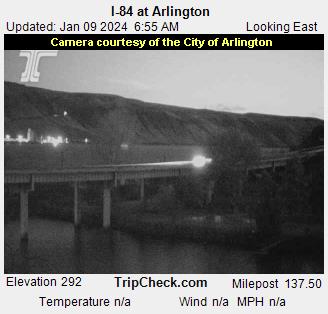 I-84 at Arlington
Updated: Jan 09 2024 6:55 AM Looking East
Camera courtesy of the City of Arlington
Elevation 292 TripCheck.com Milepost 137.50
Temperature n/a Wind n/a MPH n/a